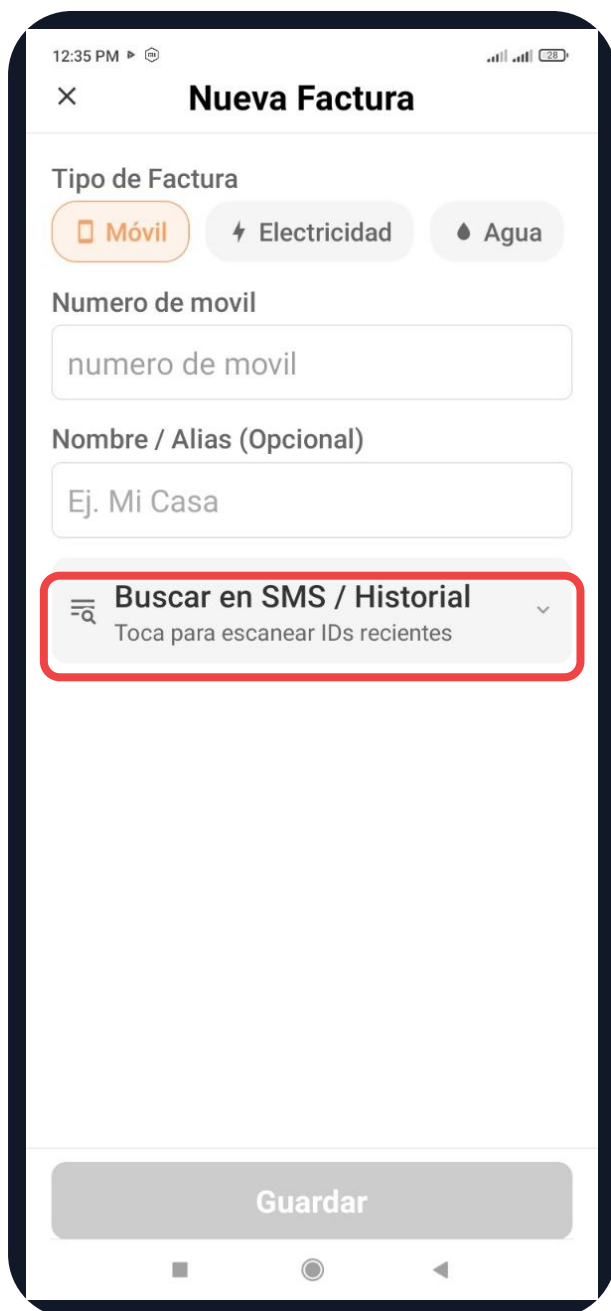 12:35 PM
28
Nueva Factura
Tipo de Factura
Móvil
Electricidad
Agua
Numero de movil
numero de movil
Nombre / Alias (Opcional)
Ej. Mi Casa
Buscar en SMS / Historial
Toca para escanear IDs recientes
Guardar